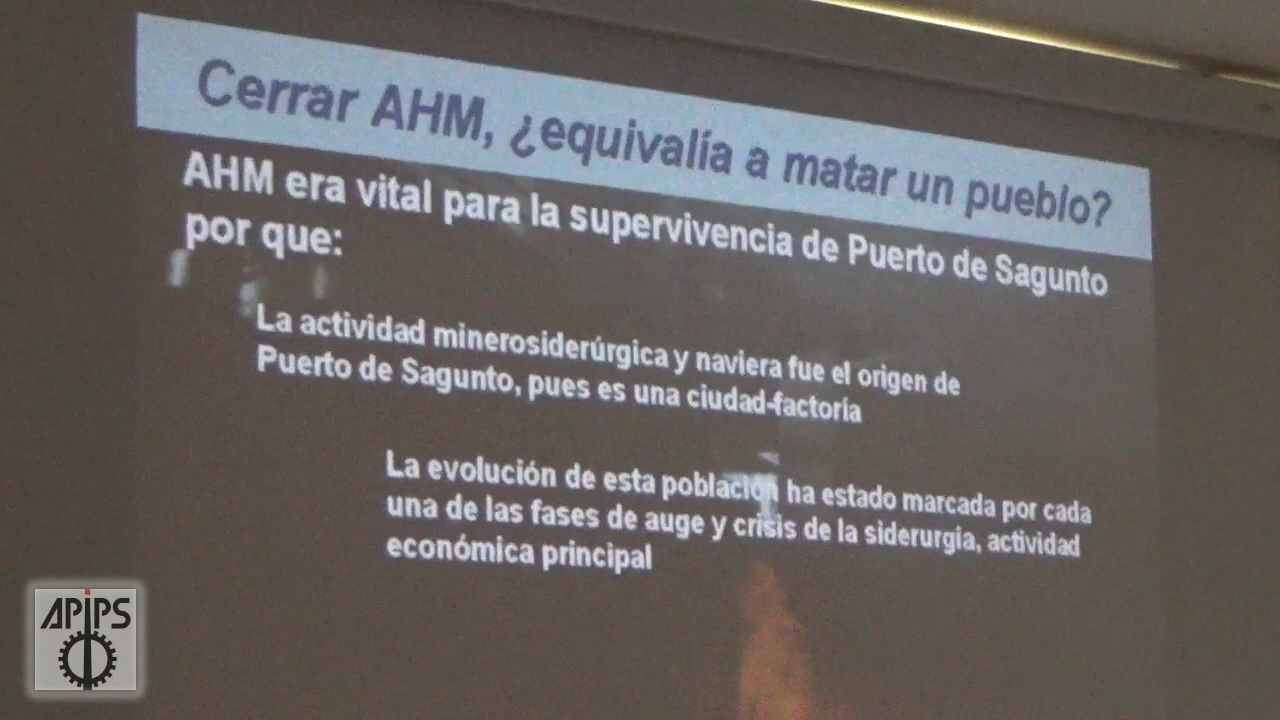 Cerrar AHM, ¿equivalía a matar un pueblo?
AHM era vital para la supervivencia de Puerto de Sagunto
por que:
La actividad minerosiderúrgica y naviera fue el origen de
Puerto de Sagunto, pues es una ciudad-factoría
La evolución de esta población ha estado marcada por cada
una de las fases de auge y crisis de la siderurgia, actividad
económica principal
APIPS